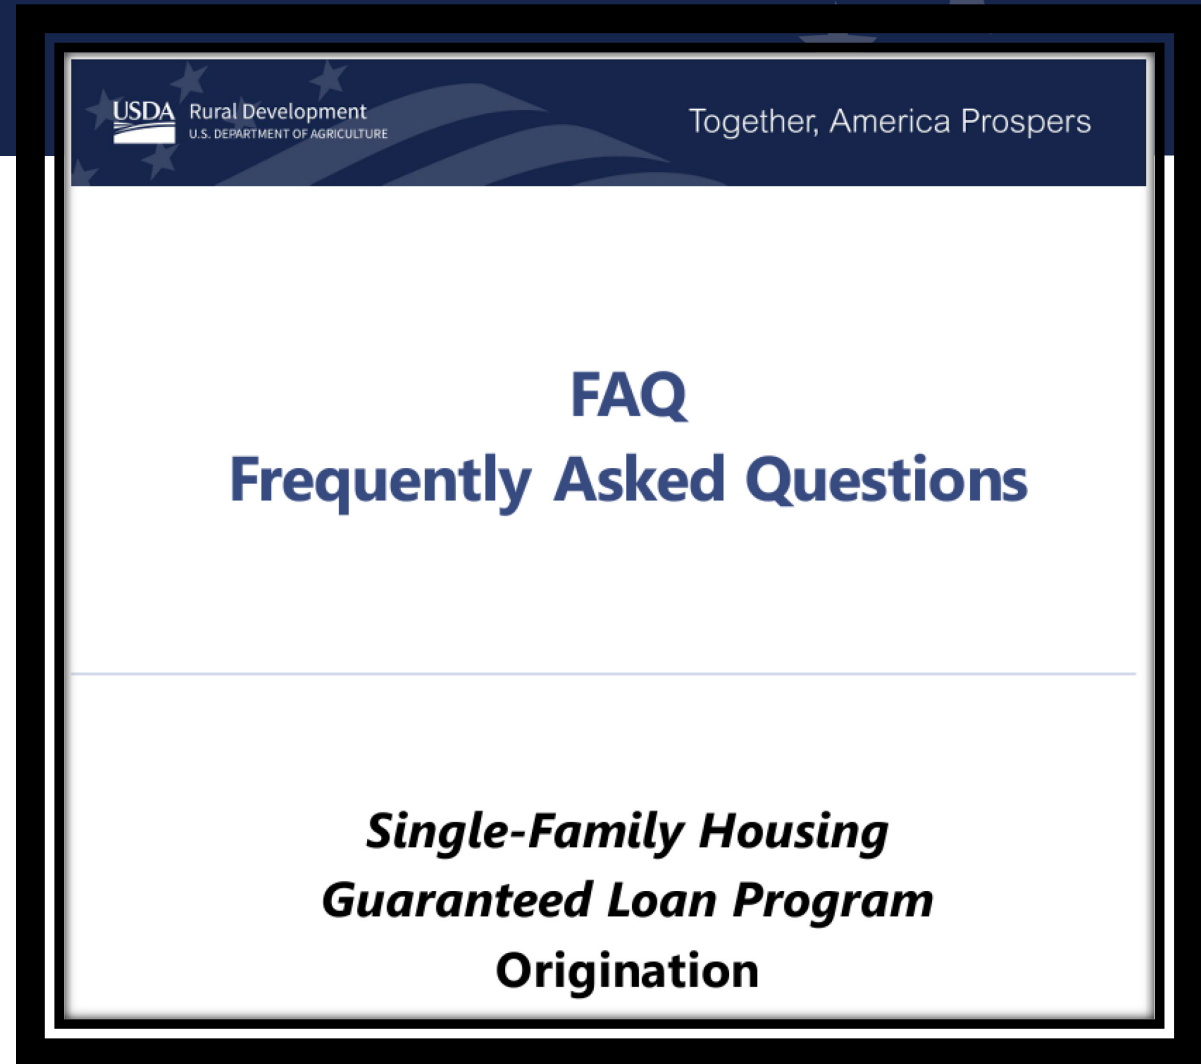 USDA Rural Development
U.S. DEPARTMENT OF AGRICULTURE
Together, America Prospers
FAQ
Frequently Asked Questions
Single-Family Housing
Guaranteed Loan Program
Origination